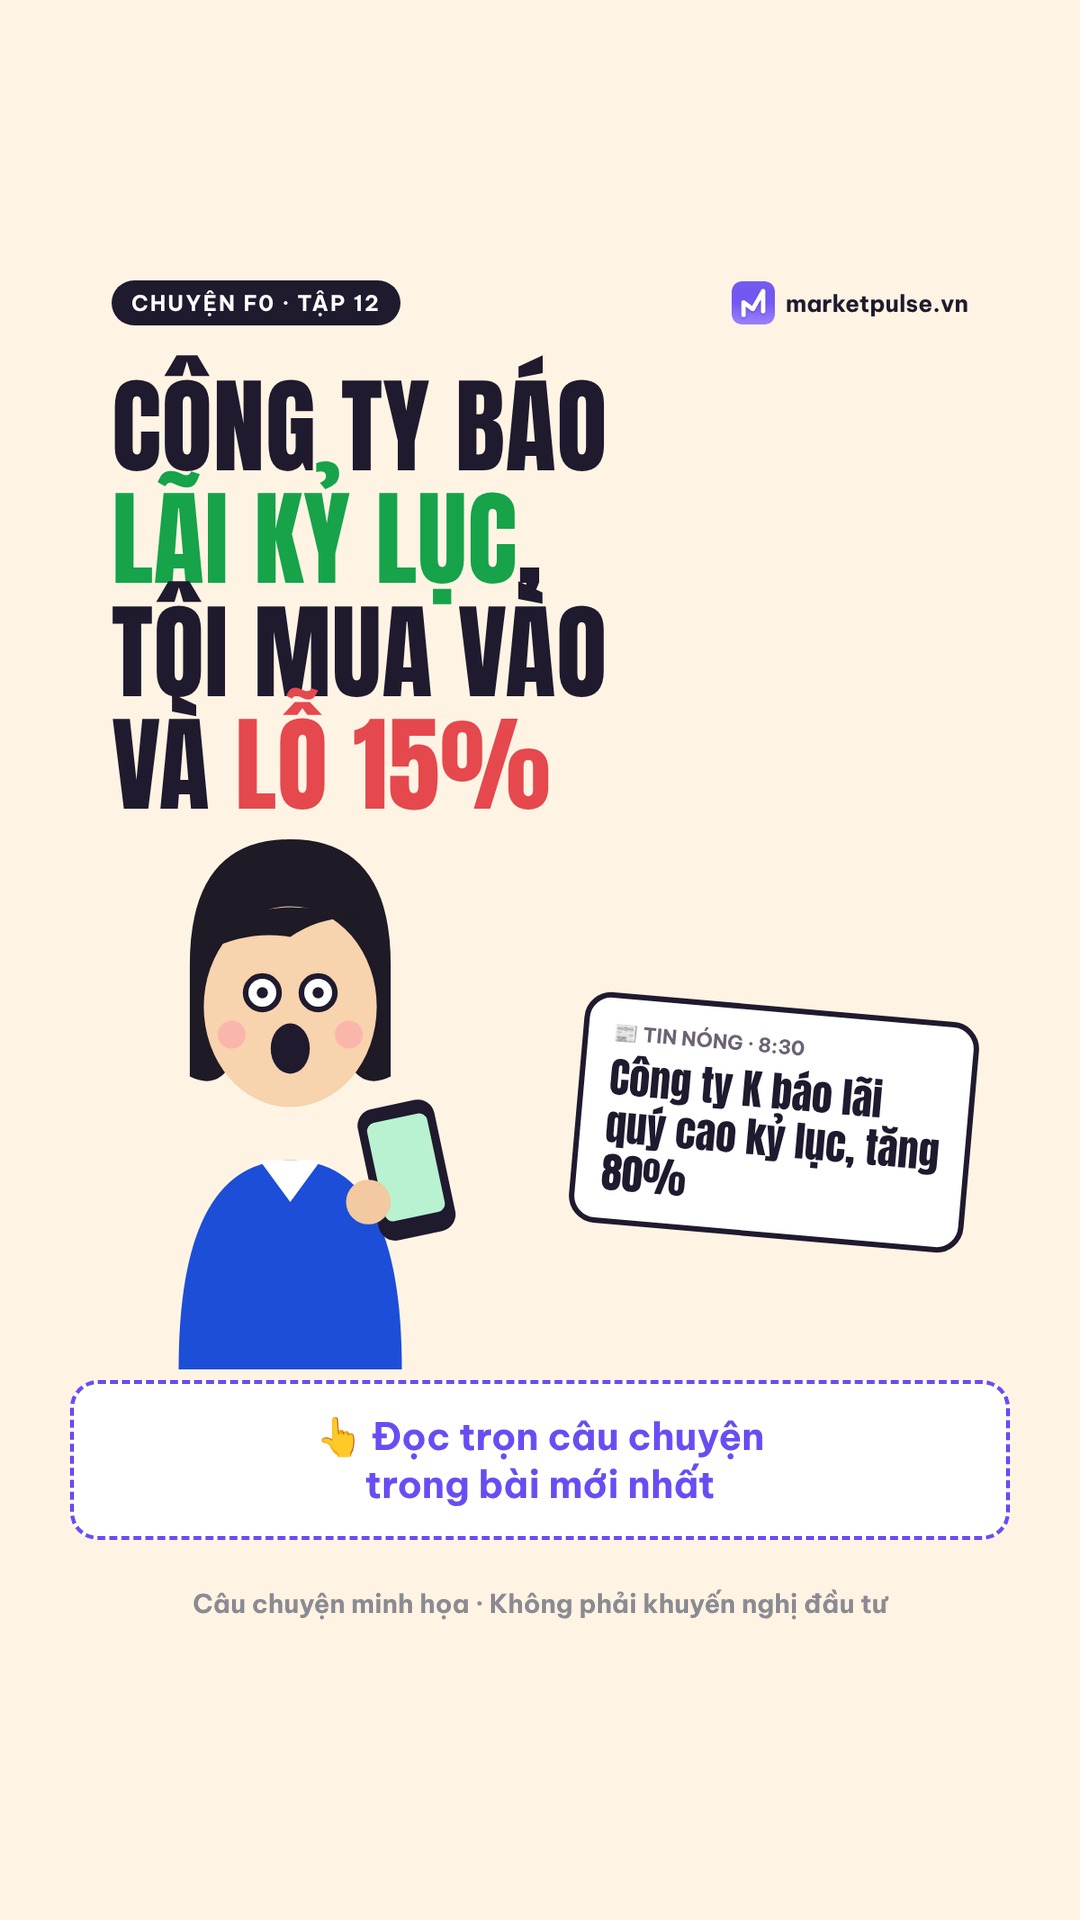 CHUYỆN F0 · TẬP 12
marketpulse.vn
CÔNG TY BÁO
LÃI KỶ LỤC,
TÔI MUA VÀO
VÀ LỖ 15%
📰 TIN NÓNG · 8:30
Công ty K báo lãi
quý cao kỷ lục, tăng
80%
👆 Đọc trọn câu chuyện
trong bài mới nhất
Câu chuyện minh họa · Không phải khuyến nghị đầu tư